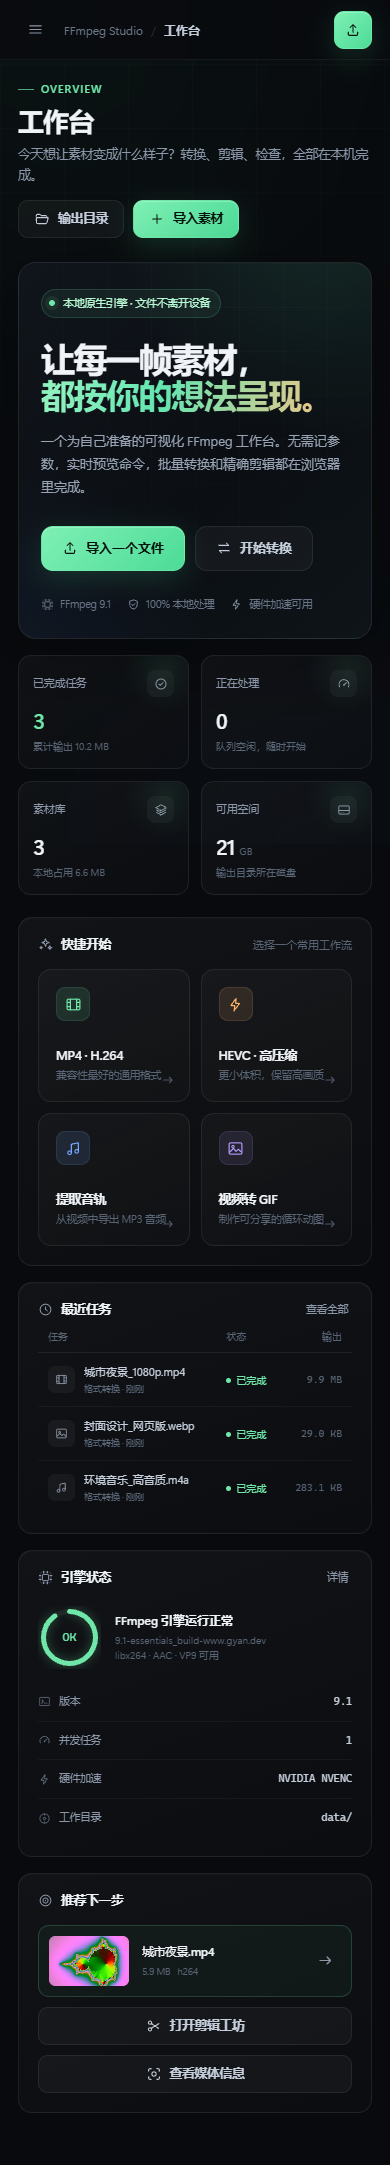 FFmpeg Studio / 工作台
OVERVIEW
工作台
今天想让素材变成什么样子？转换、剪辑、检查，全部在本机完
成。
输出目录
导入素材
本地原生引擎 · 文件不离开设备
让每一帧素材，
都按你的想法呈现。
一个为自己准备的可视化 FFmpeg 工作台。无需记参
数，实时预览命令，批量转换和精确剪辑都在浏览器
里完成。
导入一个文件
开始转换
FFmpeg 9.1
100% 本地处理
硬件加速可用
已完成任务
3
累计输出 10.2 MB
正在处理
0
队列空闲，随时开始
素材库
3
本地占用 6.6 MB
可用空间
21 GB
输出目录所在磁盘
快捷开始
选择一个常用工作流
MP4 · H.264
兼容性最好的通用格式
HEVC · 高压缩
更小体积，保留高画质
提取音轨
从视频中导出 MP3 音频
视频转 GIF
制作可分享的循环动图
最近任务
查看全部
任务 状态 输出
城市夜景_1080p.mp4
格式转换 · 刚刚
已完成
9.9 MB
封面设计_网页版.webp
格式转换 · 刚刚
已完成
29.0 KB
环境音乐_高音质.m4a
格式转换 · 刚刚
已完成
283.1 KB
引擎状态
详情
OK
FFmpeg 引擎运行正常
9.1-essentials_build-www.gyan.dev
libx264 · AAC · VP9 可用
版本 9.1
并发任务 1
硬件加速 NVIDIA NVENC
工作目录 data/
推荐下一步
城市夜景.mp4
5.9 MB · h264
打开剪辑工坊
查看媒体信息